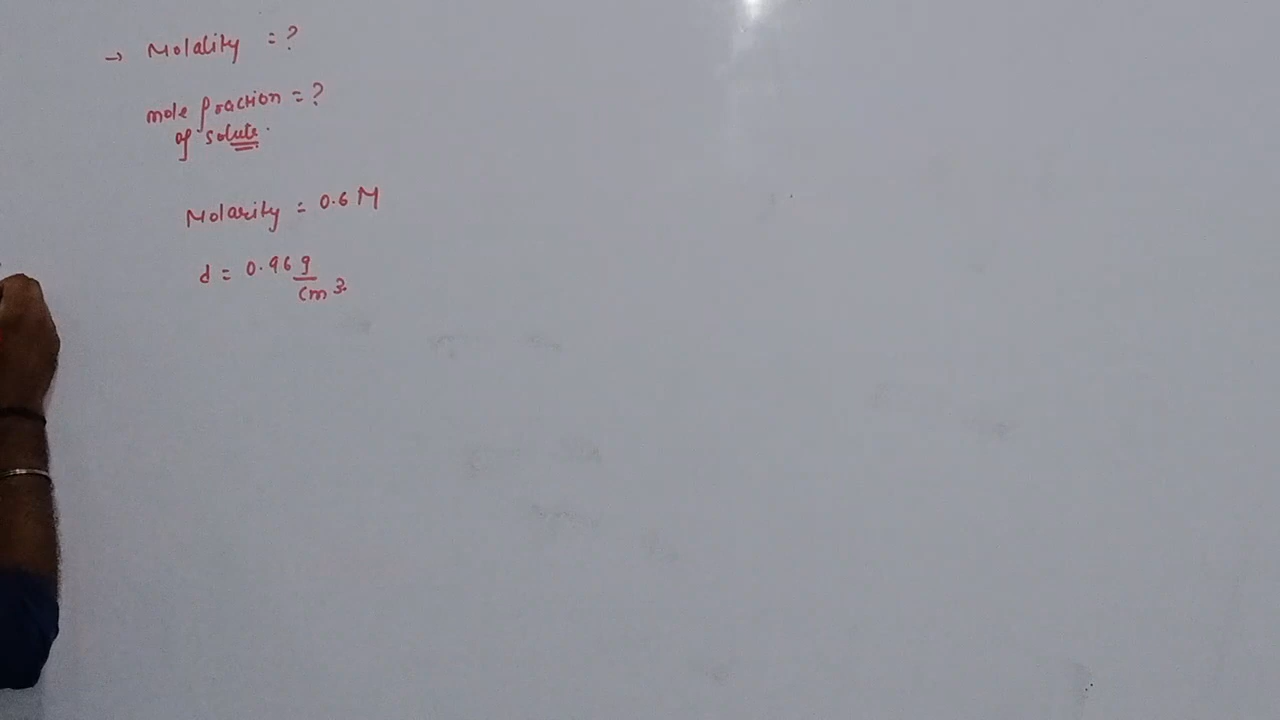 → Molality = ?
mole fraction = ?
of solute.
Molarity = 0.6 M
d = 0.96 g
cm³